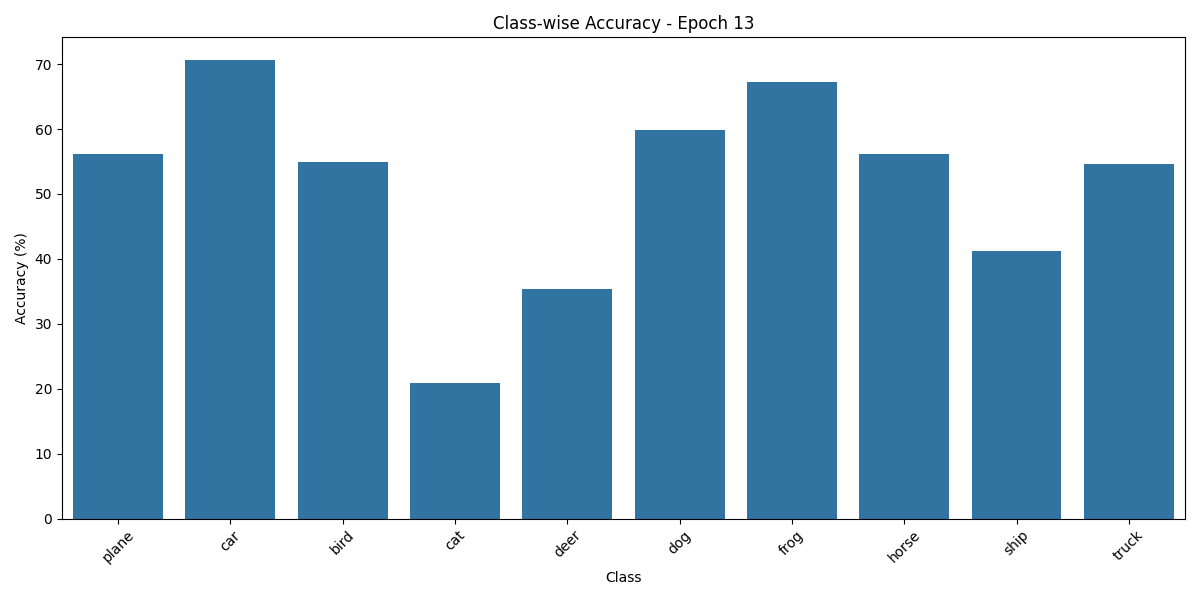 Class-wise Accuracy - Epoch 13
Accuracy (%)
70
60
50
40
30
20
10
0
plane
car
bird
cat
deer
dog
frog
horse
ship
truck
Class